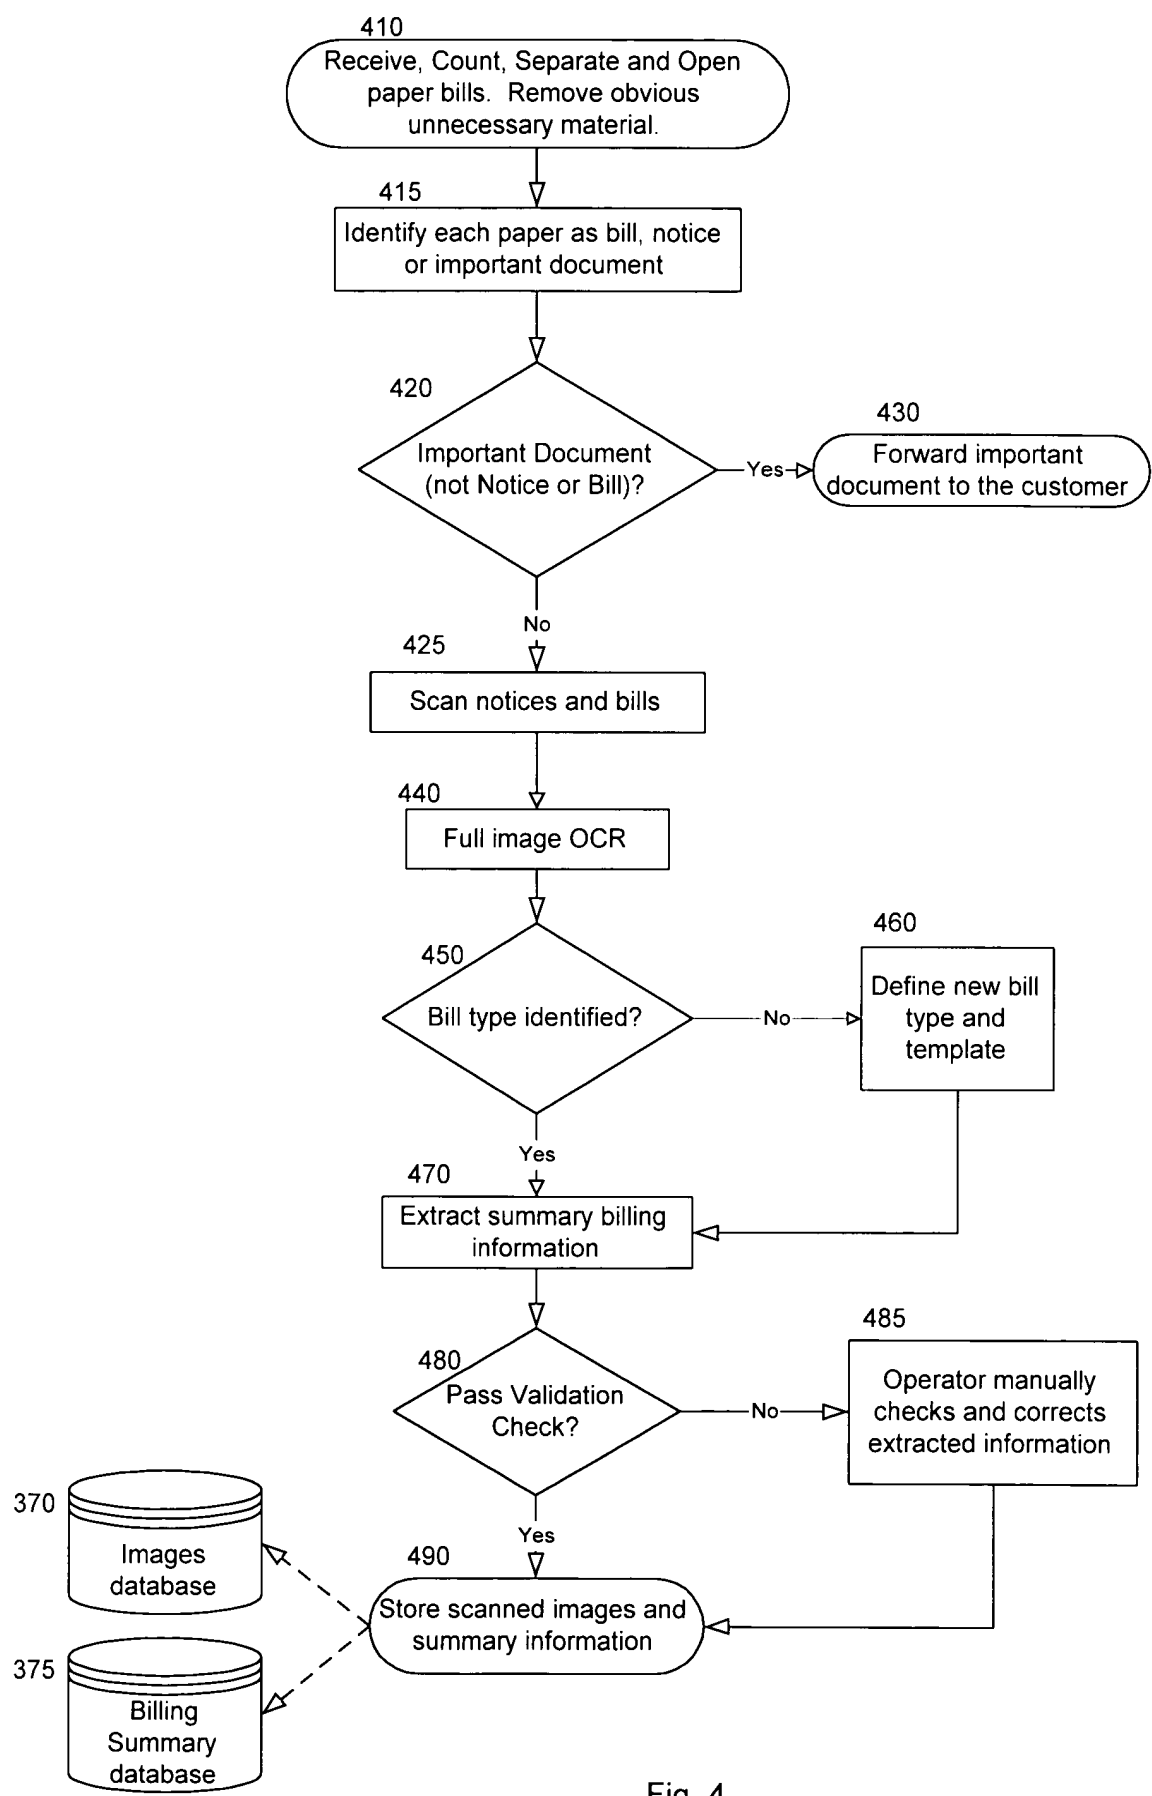 410
Receive, Count, Separate and Open
paper bills. Remove obvious
unnecessary material.
415
Identify each paper as bill, notice
or important document
420
Important Document
(not Notice or Bill)?
Yes
430
Forward important
document to the customer
No
425
Scan notices and bills
440
Full image OCR
450
Bill type identified?
No
460
Define new bill
type and
template
Yes
470
Extract summary billing
information
480
Pass Validation
Check?
No
485
Operator manually
checks and corrects
extracted information
Yes
490
Store scanned images and
summary information
370
Images
database
375
Billing
Summary
database
Fig. 4